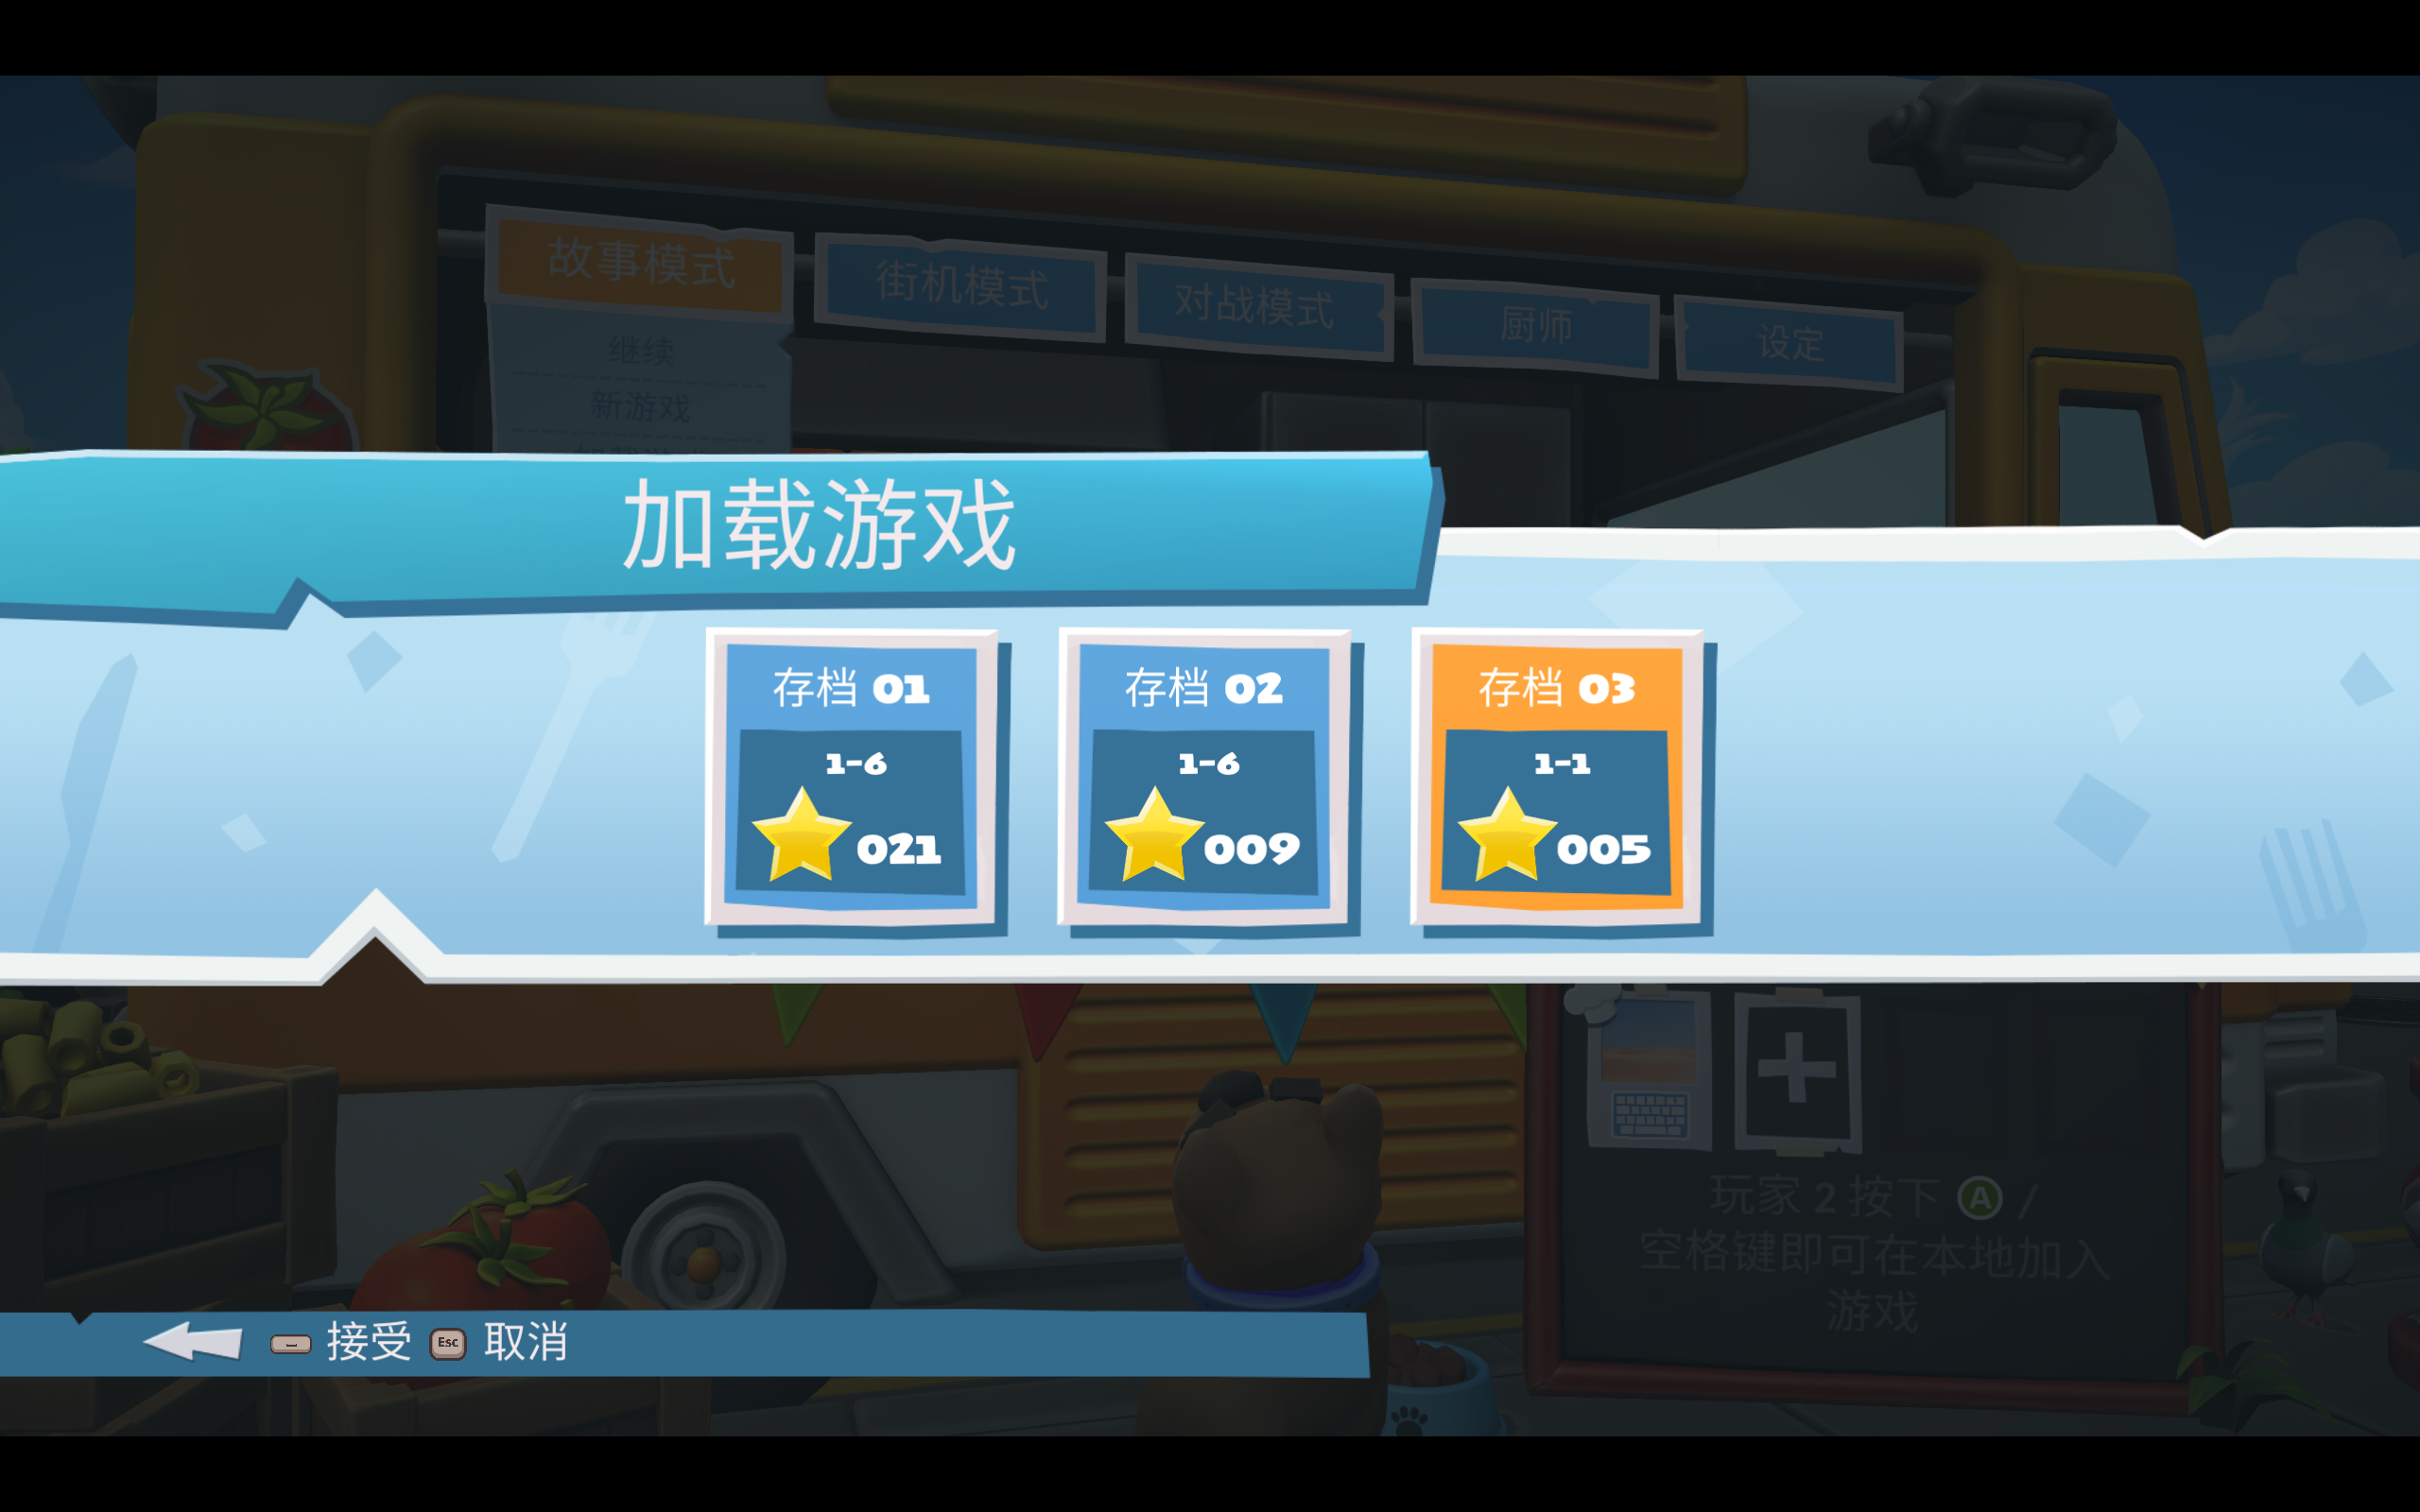 故事模式
街机模式
对战模式
厨师
设定
继续
新游戏
加载游戏
存档 01
1-6
021
存档 02
1-6
009
存档 03
1-1
005
玩家 2 按下 A /
空格键即可在本地加入
游戏
接受 Esc 取消